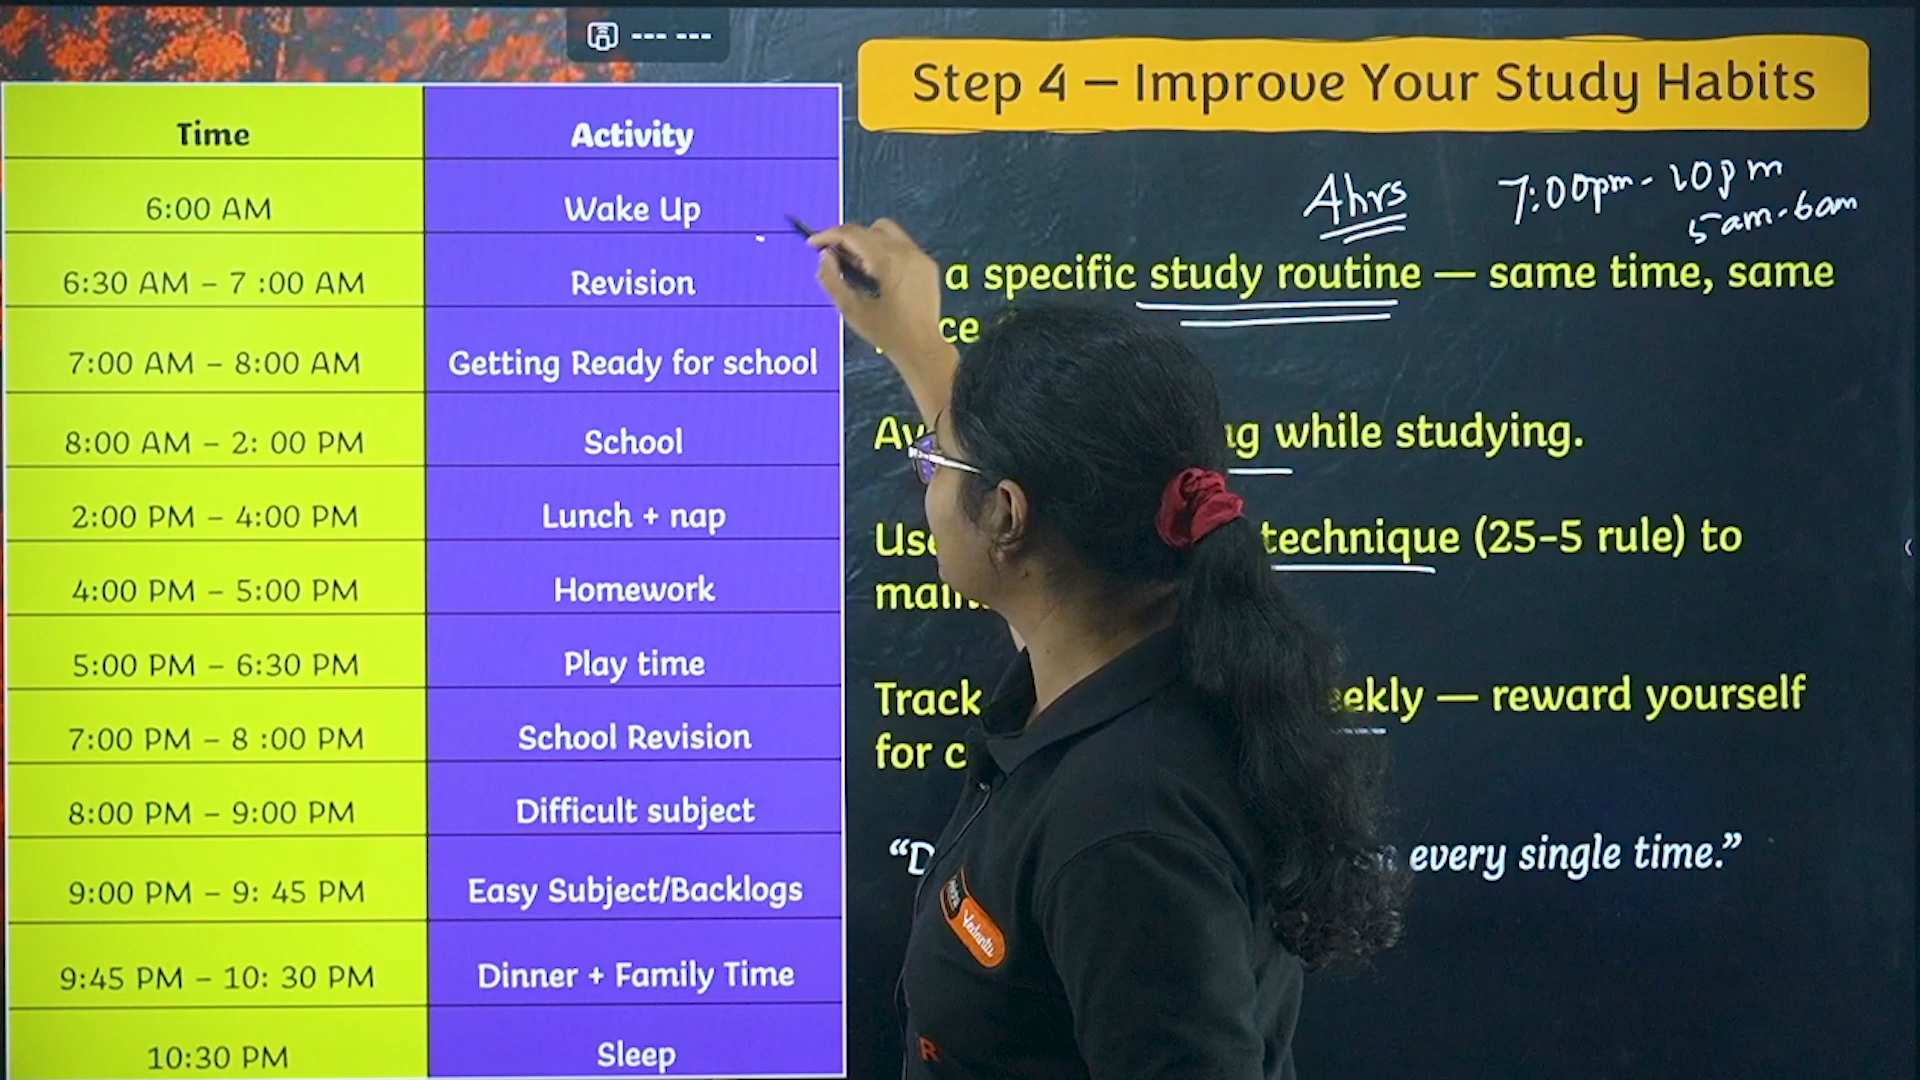 --- ---
Time Activity
6:00 AM Wake Up
6:30 AM – 7 :00 AM Revision
7:00 AM – 8:00 AM Getting Ready for school
8:00 AM – 2: 00 PM School
2:00 PM – 4:00 PM Lunch + nap
4:00 PM – 5:00 PM Homework
5:00 PM – 6:30 PM Play time
7:00 PM – 8 :00 PM School Revision
8:00 PM – 9:00 PM Difficult subject
9:00 PM – 9: 45 PM Easy Subject/Backlogs
9:45 PM – 10: 30 PM Dinner + Family Time
10:30 PM Sleep
Step 4 – Improve Your Study Habits
4hrs 7:00pm - 10pm
5am-6am
a specific study routine — same time, same
while studying.
technique (25-5 rule) to
Track — reward yourself
for
every single time.”
Vedantu